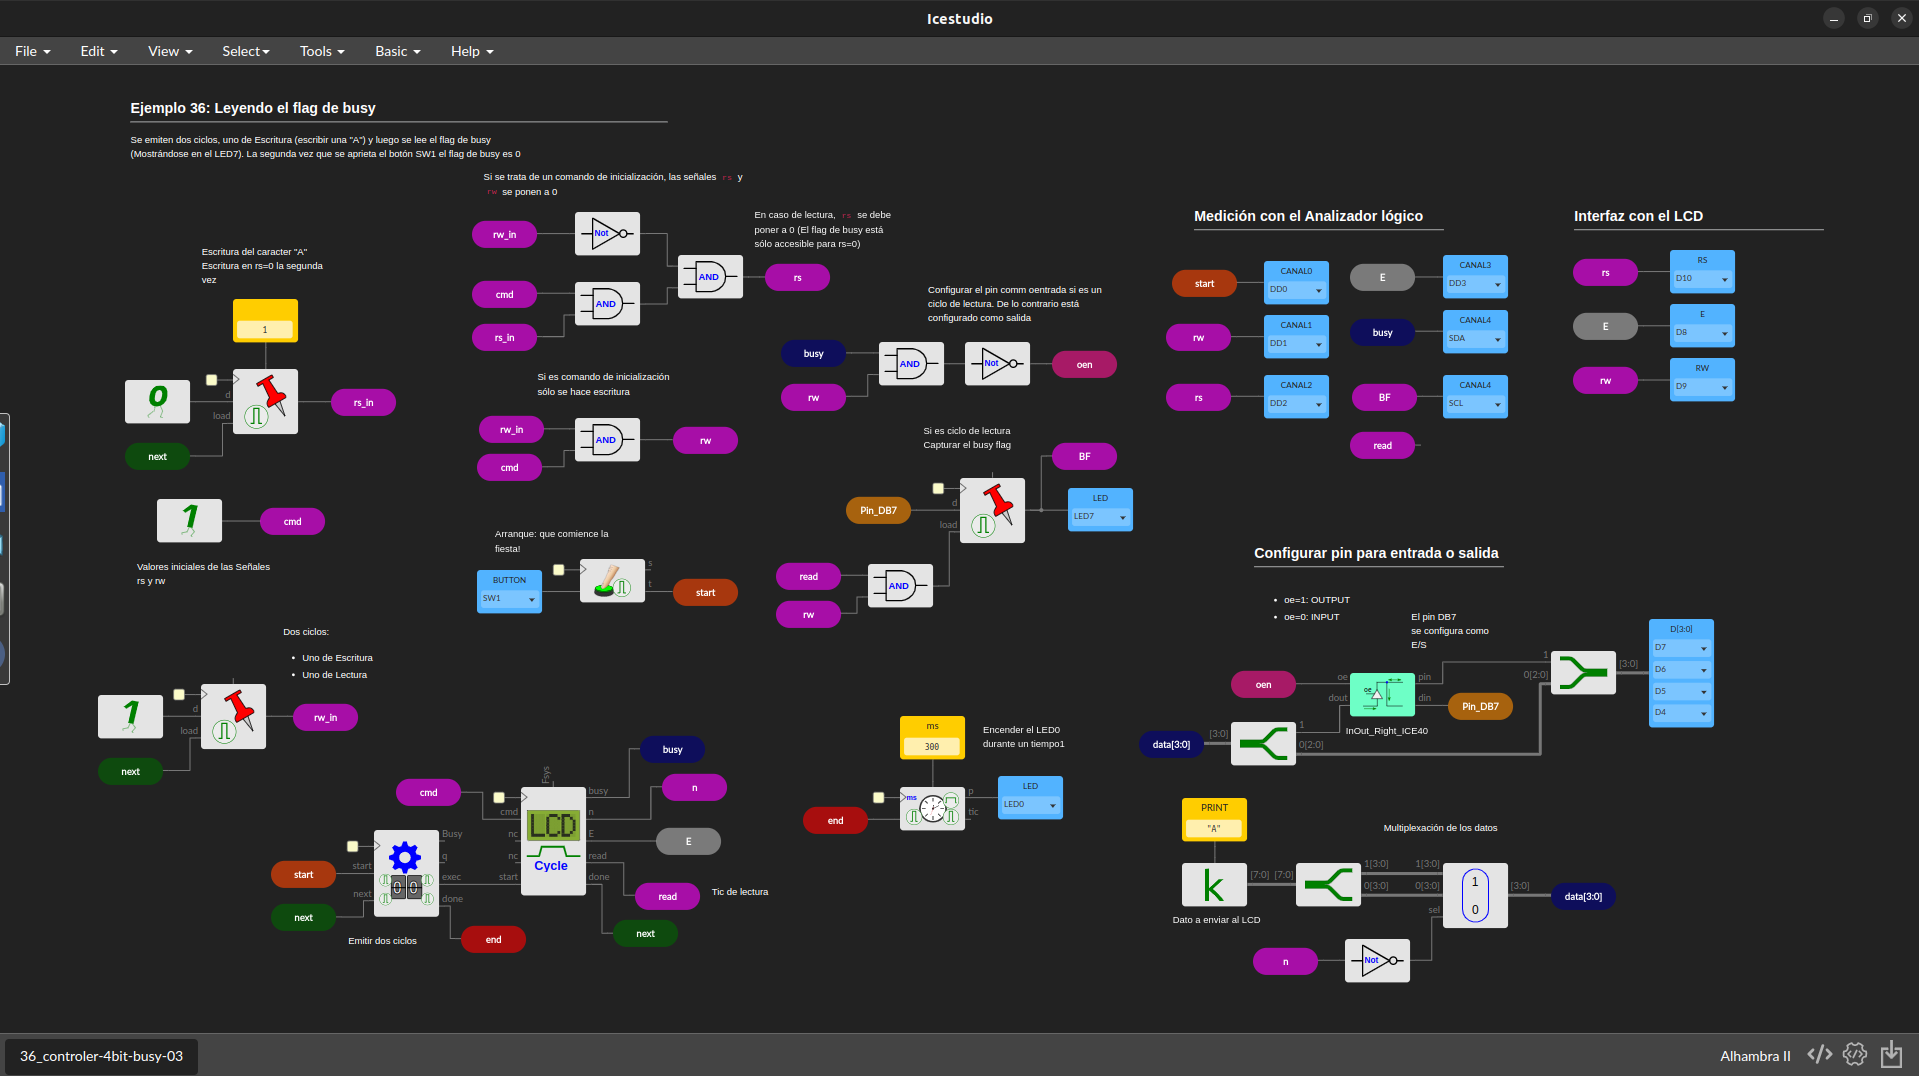 Icestudio
File
Edit
View
Select
Tools
Basic
Help
Ejemplo 36: Leyendo el flag de busy
Se emiten dos ciclos, uno de Escritura (escribir una "A") y luego se lee el flag de busy
(Mostrándose en el LED7). La segunda vez que se aprieta el botón SW1 el flag de busy es 0
Si se trata de un comando de inicialización, las señales rs y
rw se ponen a 0
rw_in
Not
cmd
rs_in
AND
AND
rs
En caso de lectura, rs se debe
poner a 0 (El flag de busy está
sólo accesible para rs=0)
Escritura del caracter "A"
Escritura en rs=0 la segunda
vez
1
0
d
load
rs_in
next
1
cmd
Valores iniciales de las Señales
rs y rw
Si es comando de inicialización
sólo se hace escritura
rw_in
cmd
AND
rw
Configurar el pin comm oentrada si es un
ciclo de lectura. De lo contrario está
configurado como salida
busy
rw
AND
Not
oen
Si es ciclo de lectura
Capturar el busy flag
BF
Pin_DB7
d
load
LED
LED7
read
rw
AND
Arranque: que comience la
fiesta!
BUTTON
SW1
s
t
start
Medición con el Analizador lógico
start
CANAL0
DD0
E
CANAL3
DD3
rw
CANAL1
DD1
busy
CANAL4
SDA
rs
CANAL2
DD2
BF
CANAL4
SCL
read
Interfaz con el LCD
rs
RS
D10
E
E
D8
rw
RW
D9
Configurar pin para entrada o salida
• oe=1: OUTPUT
• oe=0: INPUT
El pin DB7
se configura como
E/S
oen
oe
dout
oe
pin
din
InOut_Right_ICE40
Pin_DB7
1
0[2:0]
[3:0]
D[3:0]
D7
D6
D5
D4
data[3:0]
[3:0]
1
0[2:0]
Dos ciclos:
• Uno de Escritura
• Uno de Lectura
1
d
load
rw_in
next
cmd
Fsys
cmd
nc
nc
start
LCD
Cycle
busy
n
E
read
done
busy
n
E
read
Tic de lectura
next
start
next
start
next
0 0
Busy
q
exec
done
Emitir dos ciclos
end
ms
300
Encender el LED0
durante un tiempo1
end
ms
p
tic
LED
LED0
PRINT
"A"
Multiplexación de los datos
k
[7:0] [7:0]
1[3:0]
0[3:0]
1[3:0]
0[3:0]
sel
1
0
[3:0]
data[3:0]
Dato a enviar al LCD
n
Not
36_controler-4bit-busy-03
Alhambra II